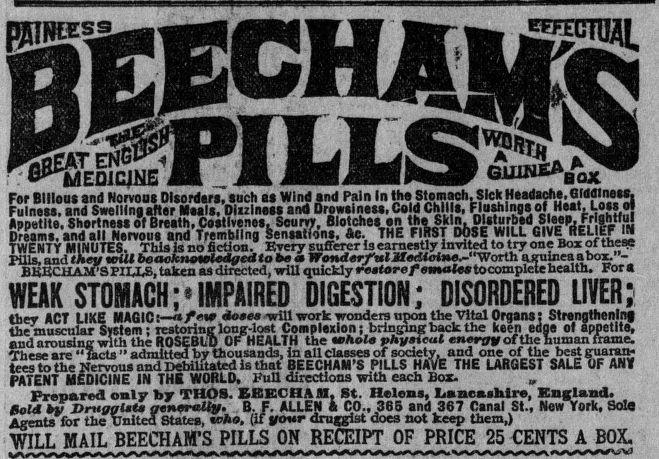 PAINLESS EFFECTUAL
BEECHAM'S
PILLS
THE
GREAT ENGLISH
MEDICINE
WORTH
A
GUINEA A
BOX
For Bilious and Nervous Disorders, such as Wind and Pain in the Stomach, Sick Headache, Giddiness,
Fulness, and Swelling after Meals, Dizziness and Drowsiness, Cold Chills, Flushings of Heat, Loss of
Appetite, Shortness of Breath, Costivenes, Scurvy, Blotches on the Skin, Disturbed Sleep, Frightful
Dreams, and all Nervous and Trembling Sensations, &c. THE FIRST DOSE WILL GIVE RELIEF IN
TWENTY MINUTES. This is no fiction. Every sufferer is earnestly invited to try one Box of these
Pills, and they will be acknowledged to be a Wonderful Medicine.–"Worth a guinea a box."–
BEECHAM'S PILLS, taken as directed, will quickly restore females to complete health. For a
WEAK STOMACH; IMPAIRED DIGESTION; DISORDERED LIVER;
they ACT LIKE MAGIC:—a few doses will work wonders upon the Vital Organs; Strengthening
the muscular System; restoring long-lost Complexion; bringing back the keen edge of appetite,
and arousing with the ROSEBUD OF HEALTH the whole physical energy of the human frame.
These are "facts" admitted by thousands, in all classes of society, and one of the best guaran-
tees to the Nervous and Debilitated is that BEECHAM'S PILLS HAVE THE LARGEST SALE OF ANY
PATENT MEDICINE IN THE WORLD. Full directions with each Box.
Prepared only by THOS. BEECHAM, St. Helens, Lancashire, England.
Sold by Druggists generally. B. F. ALLEN & CO., 365 and 367 Canal St., New York, Sole
Agents for the United States, who, (if your druggist does not keep them,)
WILL MAIL BEECHAM'S PILLS ON RECEIPT OF PRICE 25 CENTS A BOX.